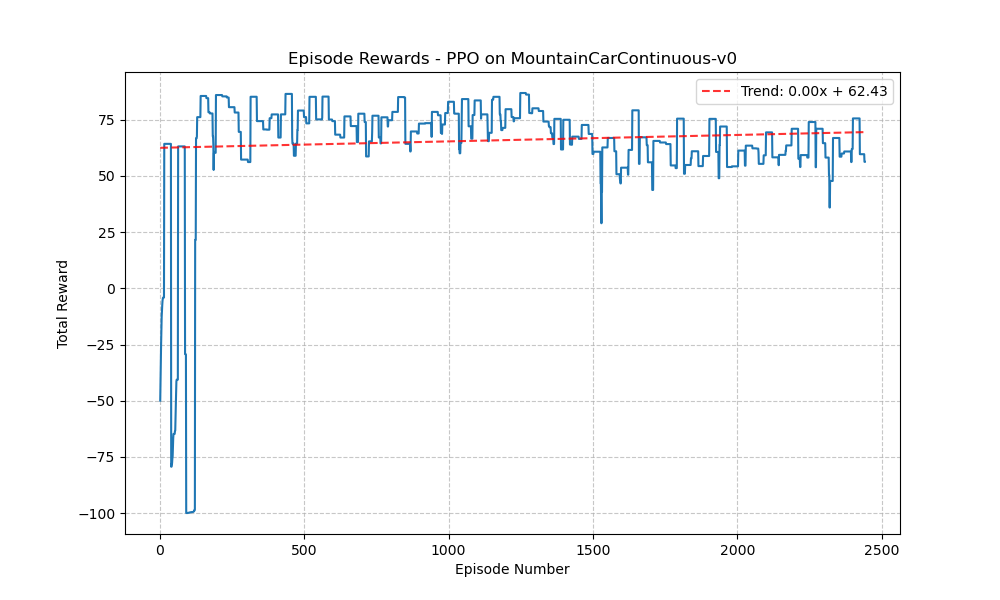 Episode Rewards - PPO on MountainCarContinuous-v0
Trend: 0.00x + 62.43
75
50
25
0
−25
−50
−75
−100
Total Reward
0 500 1000 1500 2000 2500
Episode Number